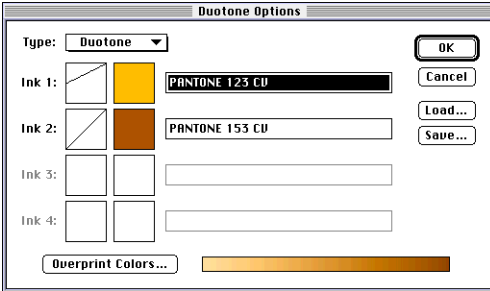 Duotone Options
Type: Duotone
OK
Ink 1: PANTONE 123 CV
Cancel
Load...
Ink 2: PANTONE 153 CV
Save...
Ink 3:
Ink 4:
Overprint Colors...